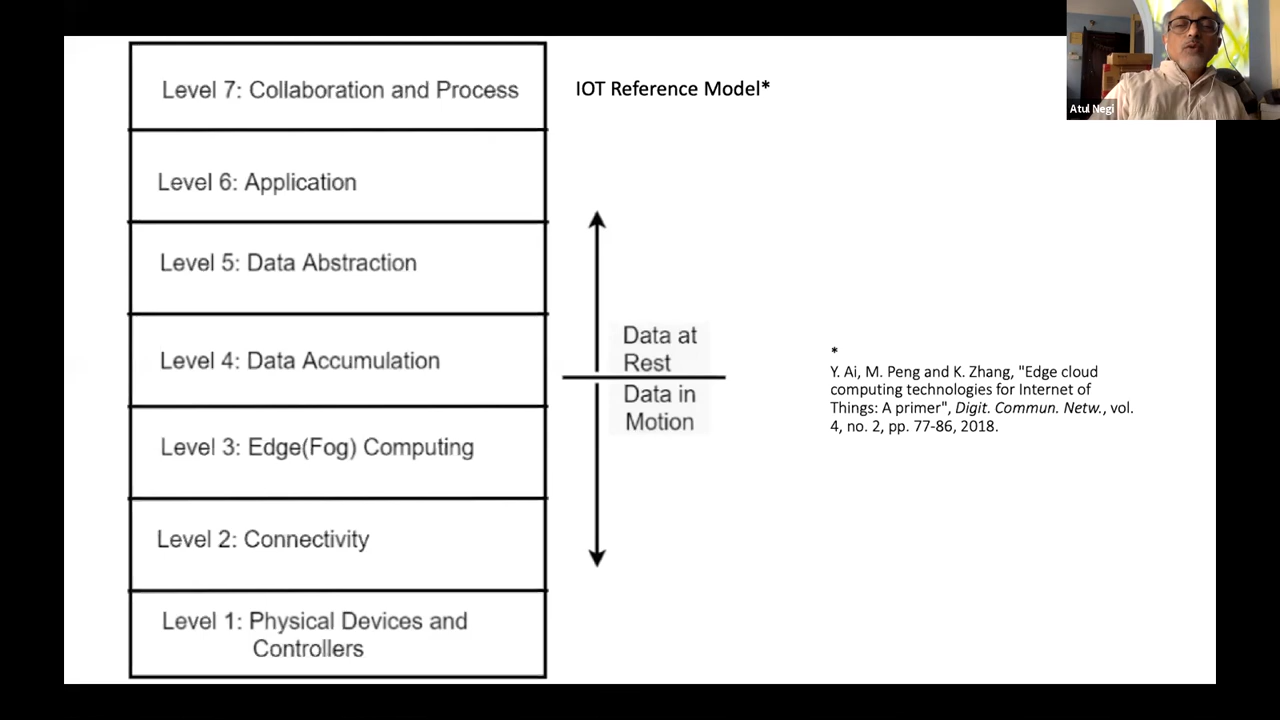 Level 7: Collaboration and Process
IOT Reference Model*
Atul Negi
Level 6: Application
Level 5: Data Abstraction
Data at
Rest
Level 4: Data Accumulation
Data in
Motion
*
Y. Ai, M. Peng and K. Zhang, "Edge cloud
computing technologies for Internet of
Things: A primer", Digit. Commun. Netw., vol.
4, no. 2, pp. 77-86, 2018.
Level 3: Edge(Fog) Computing
Level 2: Connectivity
Level 1: Physical Devices and
Controllers